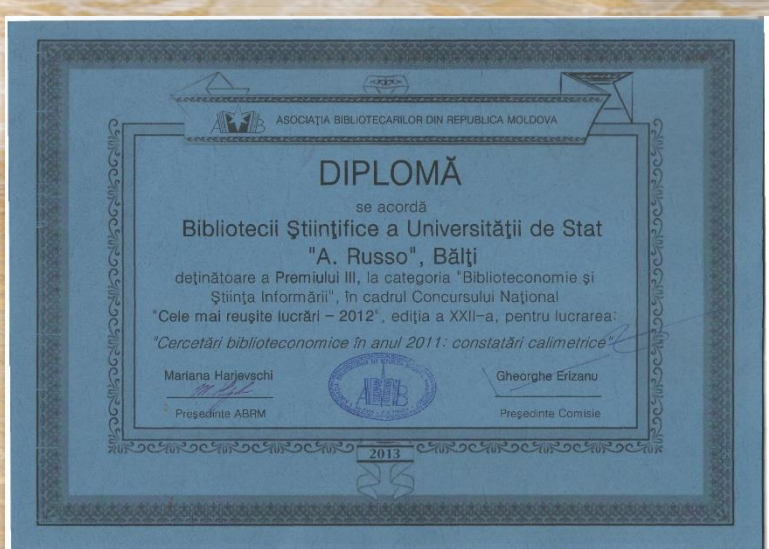 ASOCIAŢIA BIBLIOTECARILOR DIN REPUBLICA MOLDOVA
DIPLOMĂ
se acordă
Bibliotecii Ştiinţifice a Universităţii de Stat
"A. Russo", Bălţi
deţinătoare a Premiului III, la categoria "Biblioteconomie şi
Ştiinţa Informării", în cadrul Concursului Naţional
"Cele mai reuşite lucrări – 2012", ediţia a XXII–a, pentru lucrarea:
"Cercetări biblioteconomice în anul 2011: constatări calimetrice"
Mariana Harjevschi
Preşedinte ABRM
Gheorghe Erizanu
Preşedinte Comisie
2013